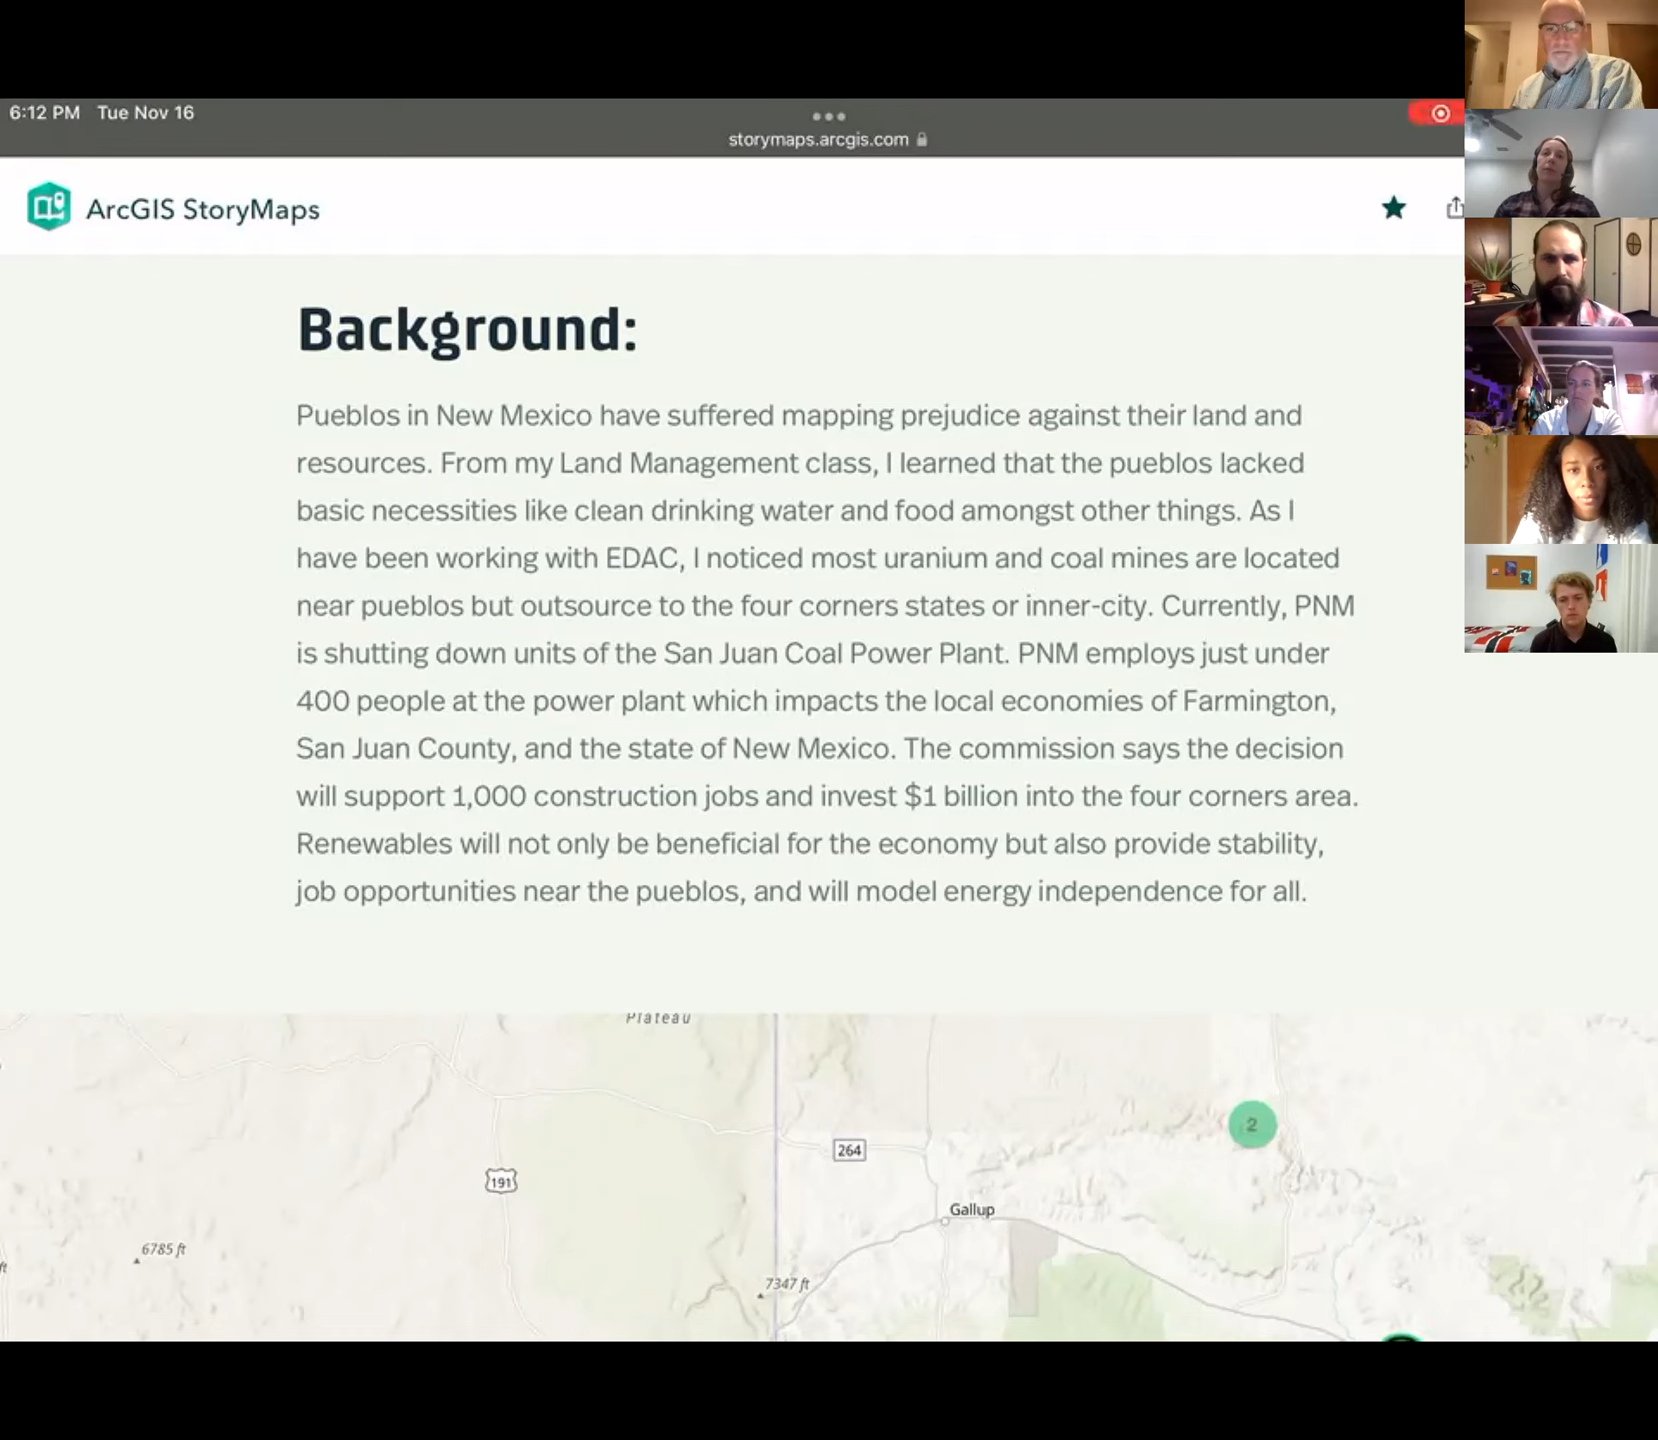 6:12 PM Tue Nov 16
storymaps.arcgis.com
ArcGIS StoryMaps
Background:
Pueblos in New Mexico have suffered mapping prejudice against their land and
resources. From my Land Management class, I learned that the pueblos lacked
basic necessities like clean drinking water and food amongst other things. As I
have been working with EDAC, I noticed most uranium and coal mines are located
near pueblos but outsource to the four corners states or inner-city. Currently, PNM
is shutting down units of the San Juan Coal Power Plant. PNM employs just under
400 people at the power plant which impacts the local economies of Farmington,
San Juan County, and the state of New Mexico. The commission says the decision
will support 1,000 construction jobs and invest $1 billion into the four corners area.
Renewables will not only be beneficial for the economy but also provide stability,
job opportunities near the pueblos, and will model energy independence for all.
Plateau
2
264
191
Gallup
6785 ft
ft
7347 ft